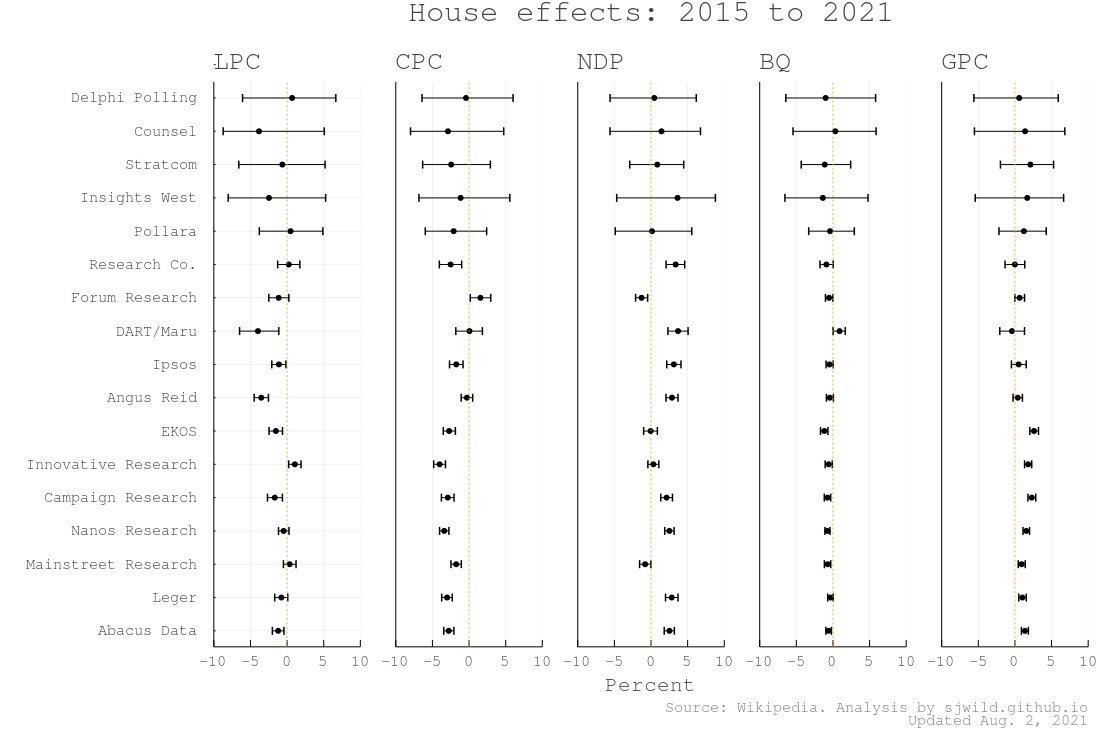 House effects: 2015 to 2021
LPC CPC NDP BQ GPC
Delphi Polling
Counsel
Stratcom
Insights West
Pollara
Research Co.
Forum Research
DART/Maru
Ipsos
Angus Reid
EKOS
Innovative Research
Campaign Research
Nanos Research
Mainstreet Research
Leger
Abacus Data
-10 -5 0 5 10 -10 -5 0 5 10 -10 -5 0 5 10 -10 -5 0 5 10 -10 -5 0 5 10
Percent
Source: Wikipedia. Analysis by sjwild.github.io
Updated Aug. 2, 2021